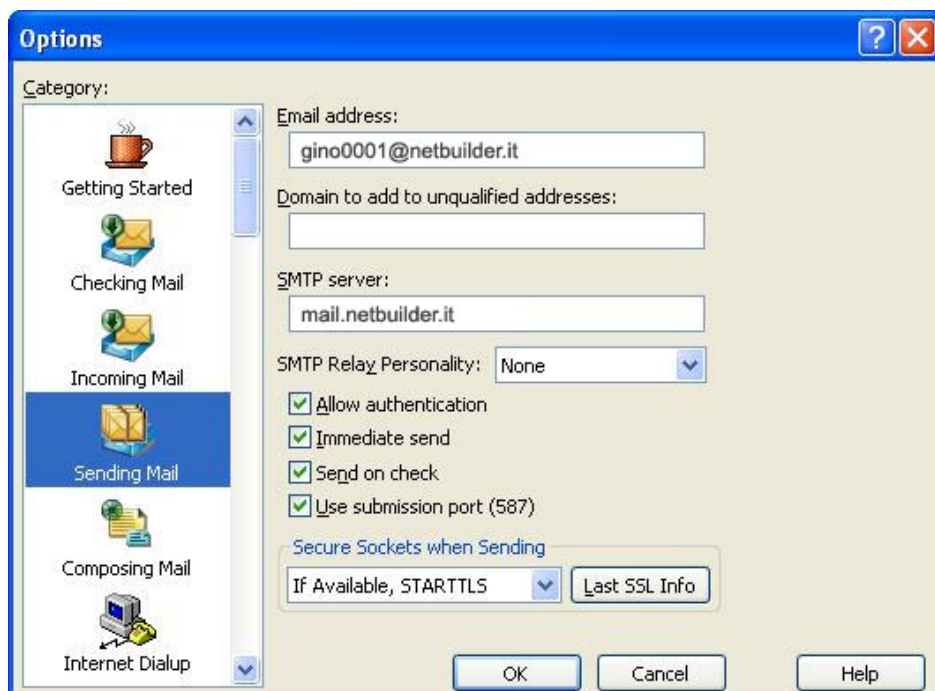 Options
Category:
Getting Started
Checking Mail
Incoming Mail
Sending Mail
Composing Mail
Internet Dialup
Email address:
gino0001@netbuilder.it
Domain to add to unqualified addresses:
SMTP server:
mail.netbuilder.it
SMTP Relay Personality: None
Allow authentication
Immediate send
Send on check
Use submission port (587)
Secure Sockets when Sending
If Available, STARTTLS Last SSL Info
OK Cancel Help